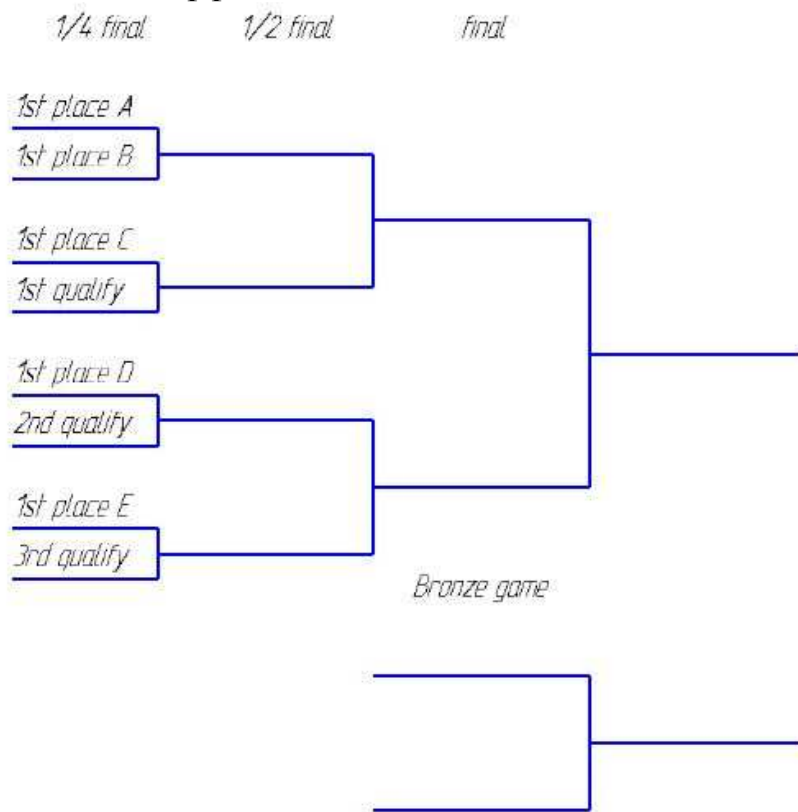 1/4 final 1/2 final final
1st place A
1st place B
1st place C
1st qualify
1st place D
2nd qualify
1st place E
3rd qualify
Bronze game